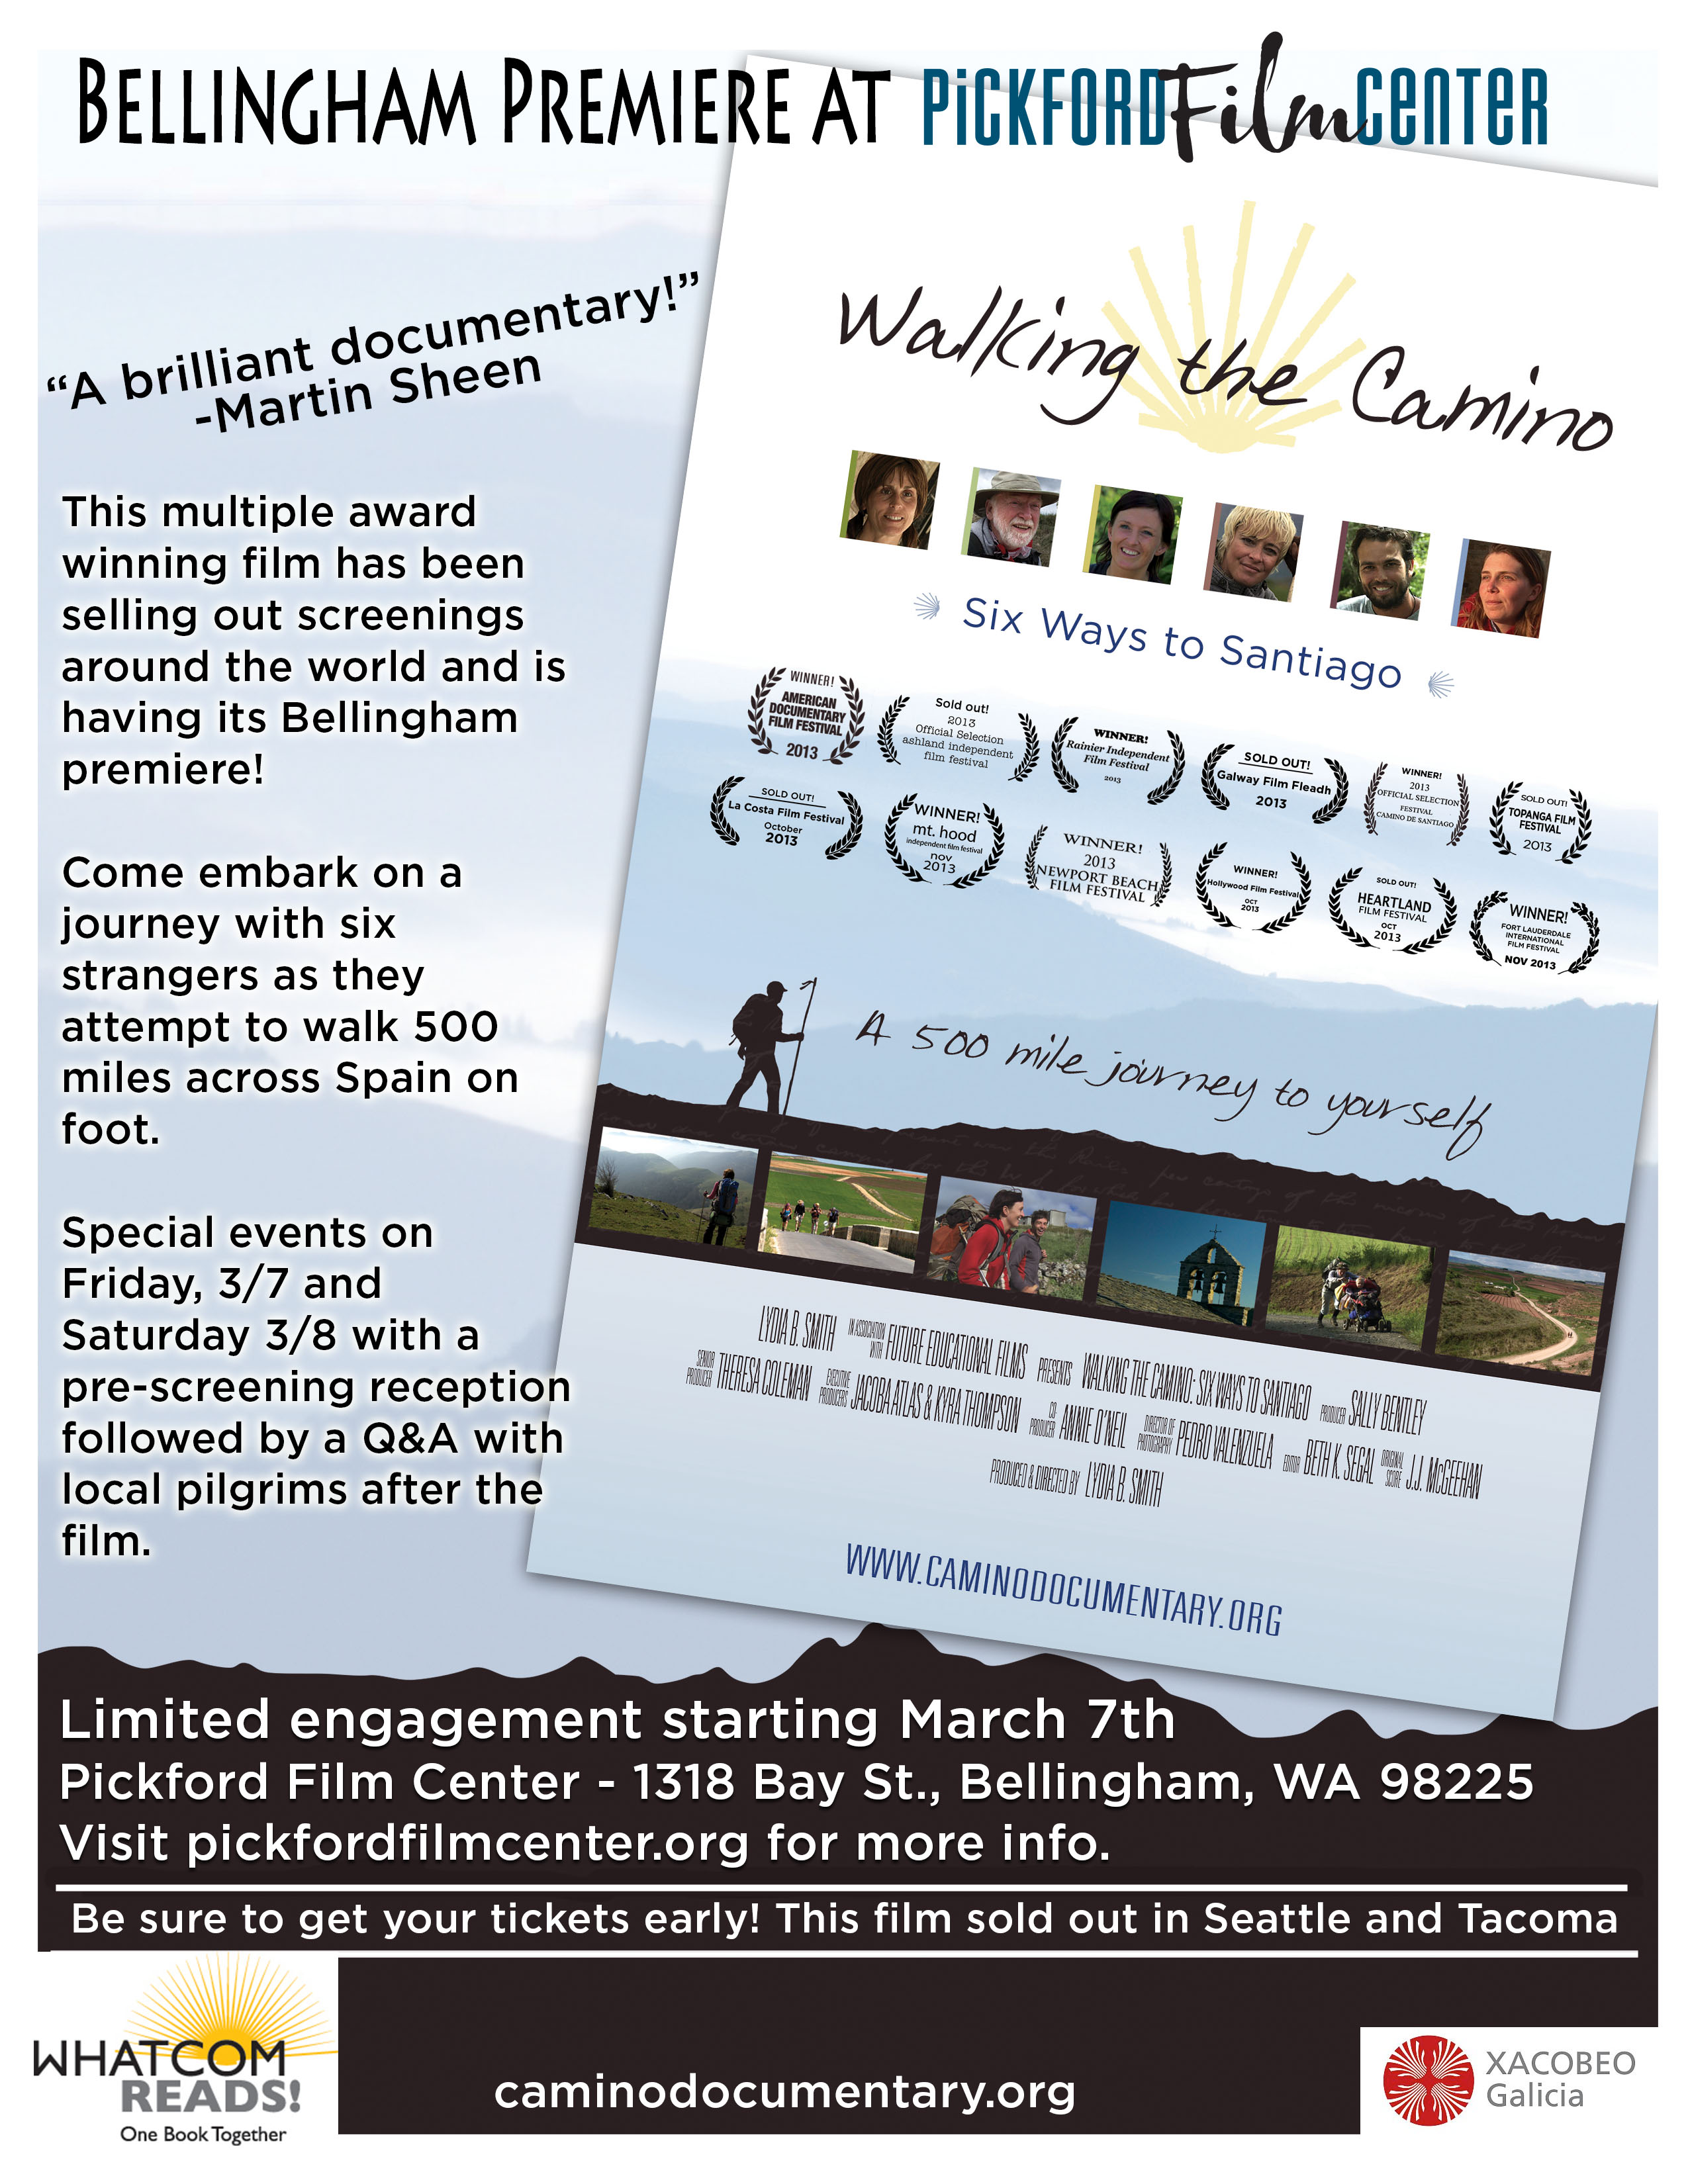 BELLINGHAM PREMIERE AT PiCKFORD Film CENTER
“A brilliant documentary!”
-Martin Sheen
This multiple award
winning film has been
selling out screenings
around the world and is
having its Bellingham
premiere!
Come embark on a
journey with six
strangers as they
attempt to walk 500
miles across Spain on
foot.
Special events on
Friday, 3/7 and
Saturday 3/8 with a
pre-screening reception
followed by a Q&A with
local pilgrims after the
film.
Walking the Camino
Six Ways to Santiago
WINNER!
AMERICAN
DOCUMENTARY
FILM FESTIVAL
2013
Sold out!
2013
Official Selection
ashland independent
film festival
WINNER!
Rainier Independent
Film Festival
2013
SOLD OUT!
Galway Film Fleadh
2013
WINNER!
2013
OFFICIAL SELECTION
FESTIVAL
CAMINO DE SANTIAGO
SOLD OUT!
TOPANGA FILM
FESTIVAL
2013
SOLD OUT!
La Costa Film Festival
October
2013
WINNER!
mt. hood
independent film festival
nov
2013
WINNER!
2013
NEWPORT BEACH
FILM FESTIVAL
WINNER!
Hollywood Film Festival
OCT
2013
SOLD OUT!
HEARTLAND
FILM FESTIVAL
OCT
2013
WINNER!
FORT LAUDERDALE
INTERNATIONAL
FILM FESTIVAL
NOV 2013
A 500 mile journey to yourself
LYDIA B. SMITH IN ASSOCIATION WITH FUTURE EDUCATIONAL FILMS PRESENTS WALKING THE CAMINO: SIX WAYS TO SANTIAGO PRODUCER SALLY BENTLEY
SENIOR PRODUCER THERESA COLEMAN EXECUTIVE PRODUCERS JACOBA ATLAS & KYRA THOMPSON CO-PRODUCER ANNIE O'NEIL DIRECTOR OF PHOTOGRAPHY PEDRO VALENZUELA EDITOR BETH K. SEGAL ORIGINAL SCORE J.J. McGEEHAN
PRODUCED & DIRECTED BY LYDIA B. SMITH
WWW.CAMINODOCUMENTARY.ORG
Limited engagement starting March 7th
Pickford Film Center - 1318 Bay St., Bellingham, WA 98225
Visit pickfordfilmcenter.org for more info.
Be sure to get your tickets early! This film sold out in Seattle and Tacoma
WHATCOM
READS!
One Book Together
caminodocumentary.org
XACOBEO
Galicia